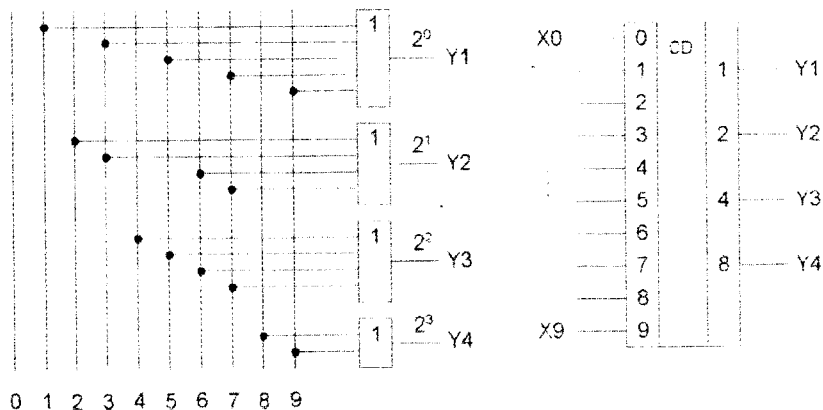 1 2⁰ Y1
1 2¹ Y2
1 2² Y3
1 2³ Y4
0 1 2 3 4 5 6 7 8 9
X0 0 CD
1 1 Y1
2
3 2 Y2
4
5 4 Y3
6
7 8 Y4
8
X9 9